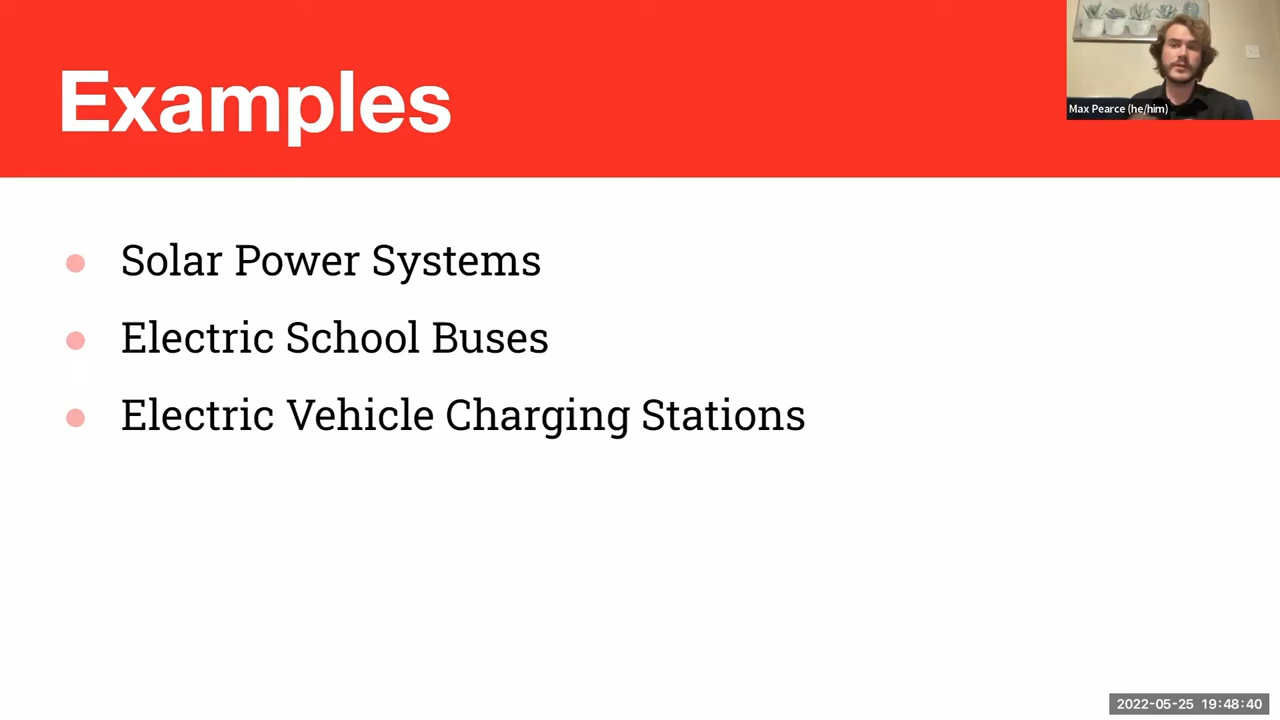 Examples
Max Pearce (he/him)
Solar Power Systems
Electric School Buses
Electric Vehicle Charging Stations
2022-05-25 19:48:40